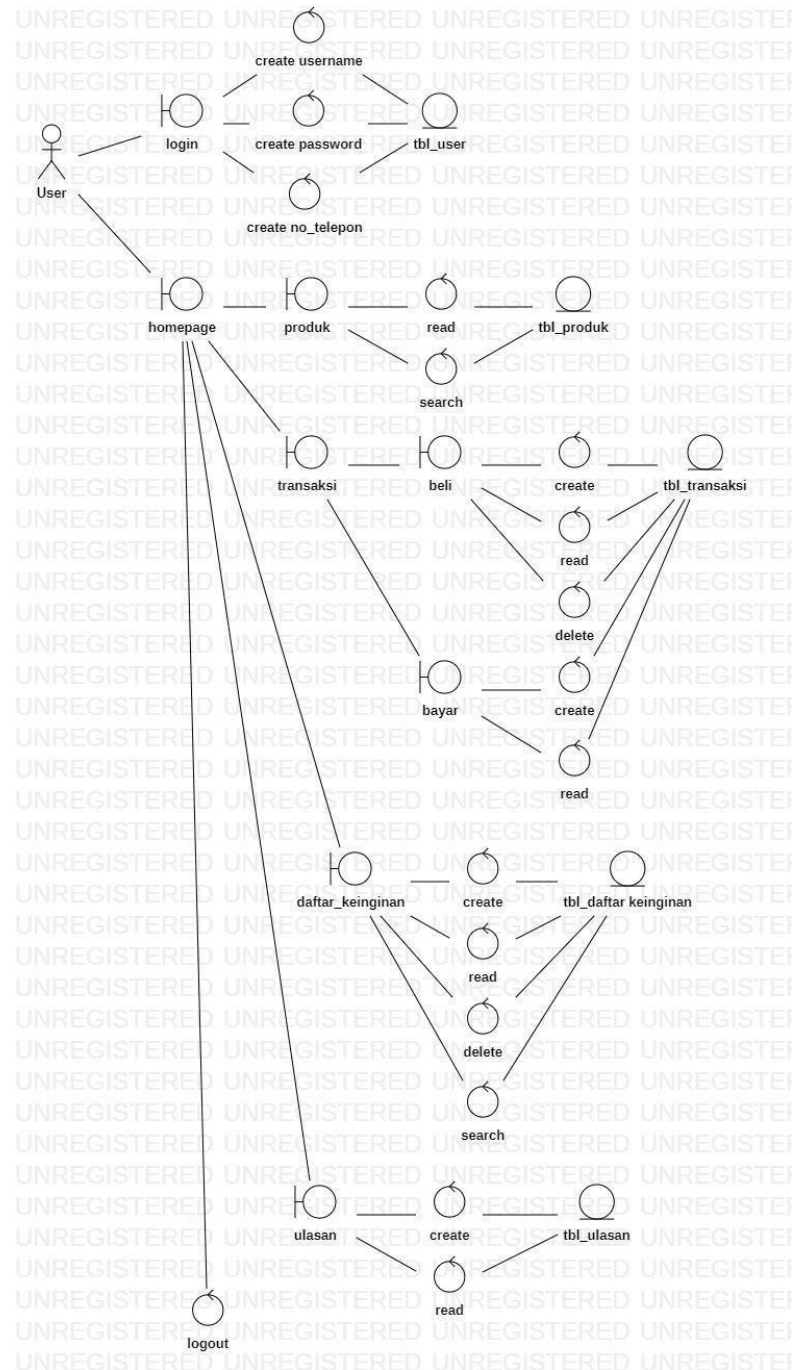 create username
login
create password
tbl_user
User
create no_telepon
homepage
produk
read
tbl_produk
search
transaksi
beli
create
tbl_transaksi
read
delete
bayar
create
read
daftar_keinginan
create
tbl_daftar keinginan
read
delete
search
ulasan
create
tbl_ulasan
read
logout
UNREGISTERED